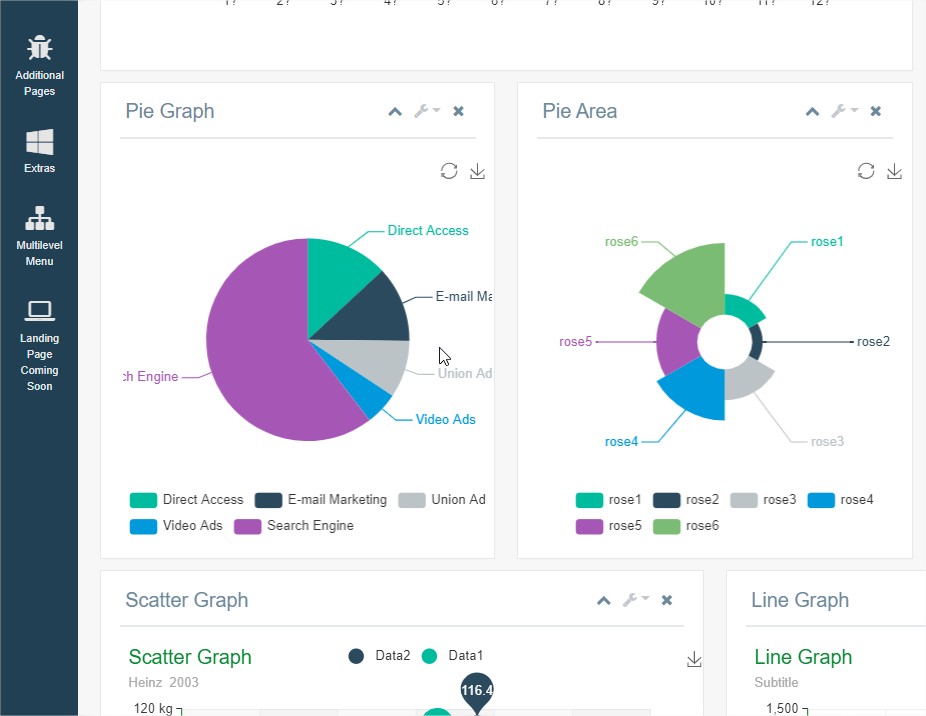 1? 2? 3? 4? 5? 6? 7? 8? 9? 10? 11? 12?
Additional
Pages
Extras
Multilevel
Menu
Landing
Page
Coming
Soon
Pie Graph
Direct Access
E-mail Ma
Union Ad
Video Ads
ch Engine
Direct Access E-mail Marketing Union Ad
Video Ads Search Engine
Pie Area
rose6 rose1
rose5 rose2
rose4 rose3
rose1 rose2 rose3 rose4
rose5 rose6
Scatter Graph
Scatter Graph
Heinz 2003
Data2 Data1
116.4
120 kg
Line Graph
Line Graph
Subtitle
1,500